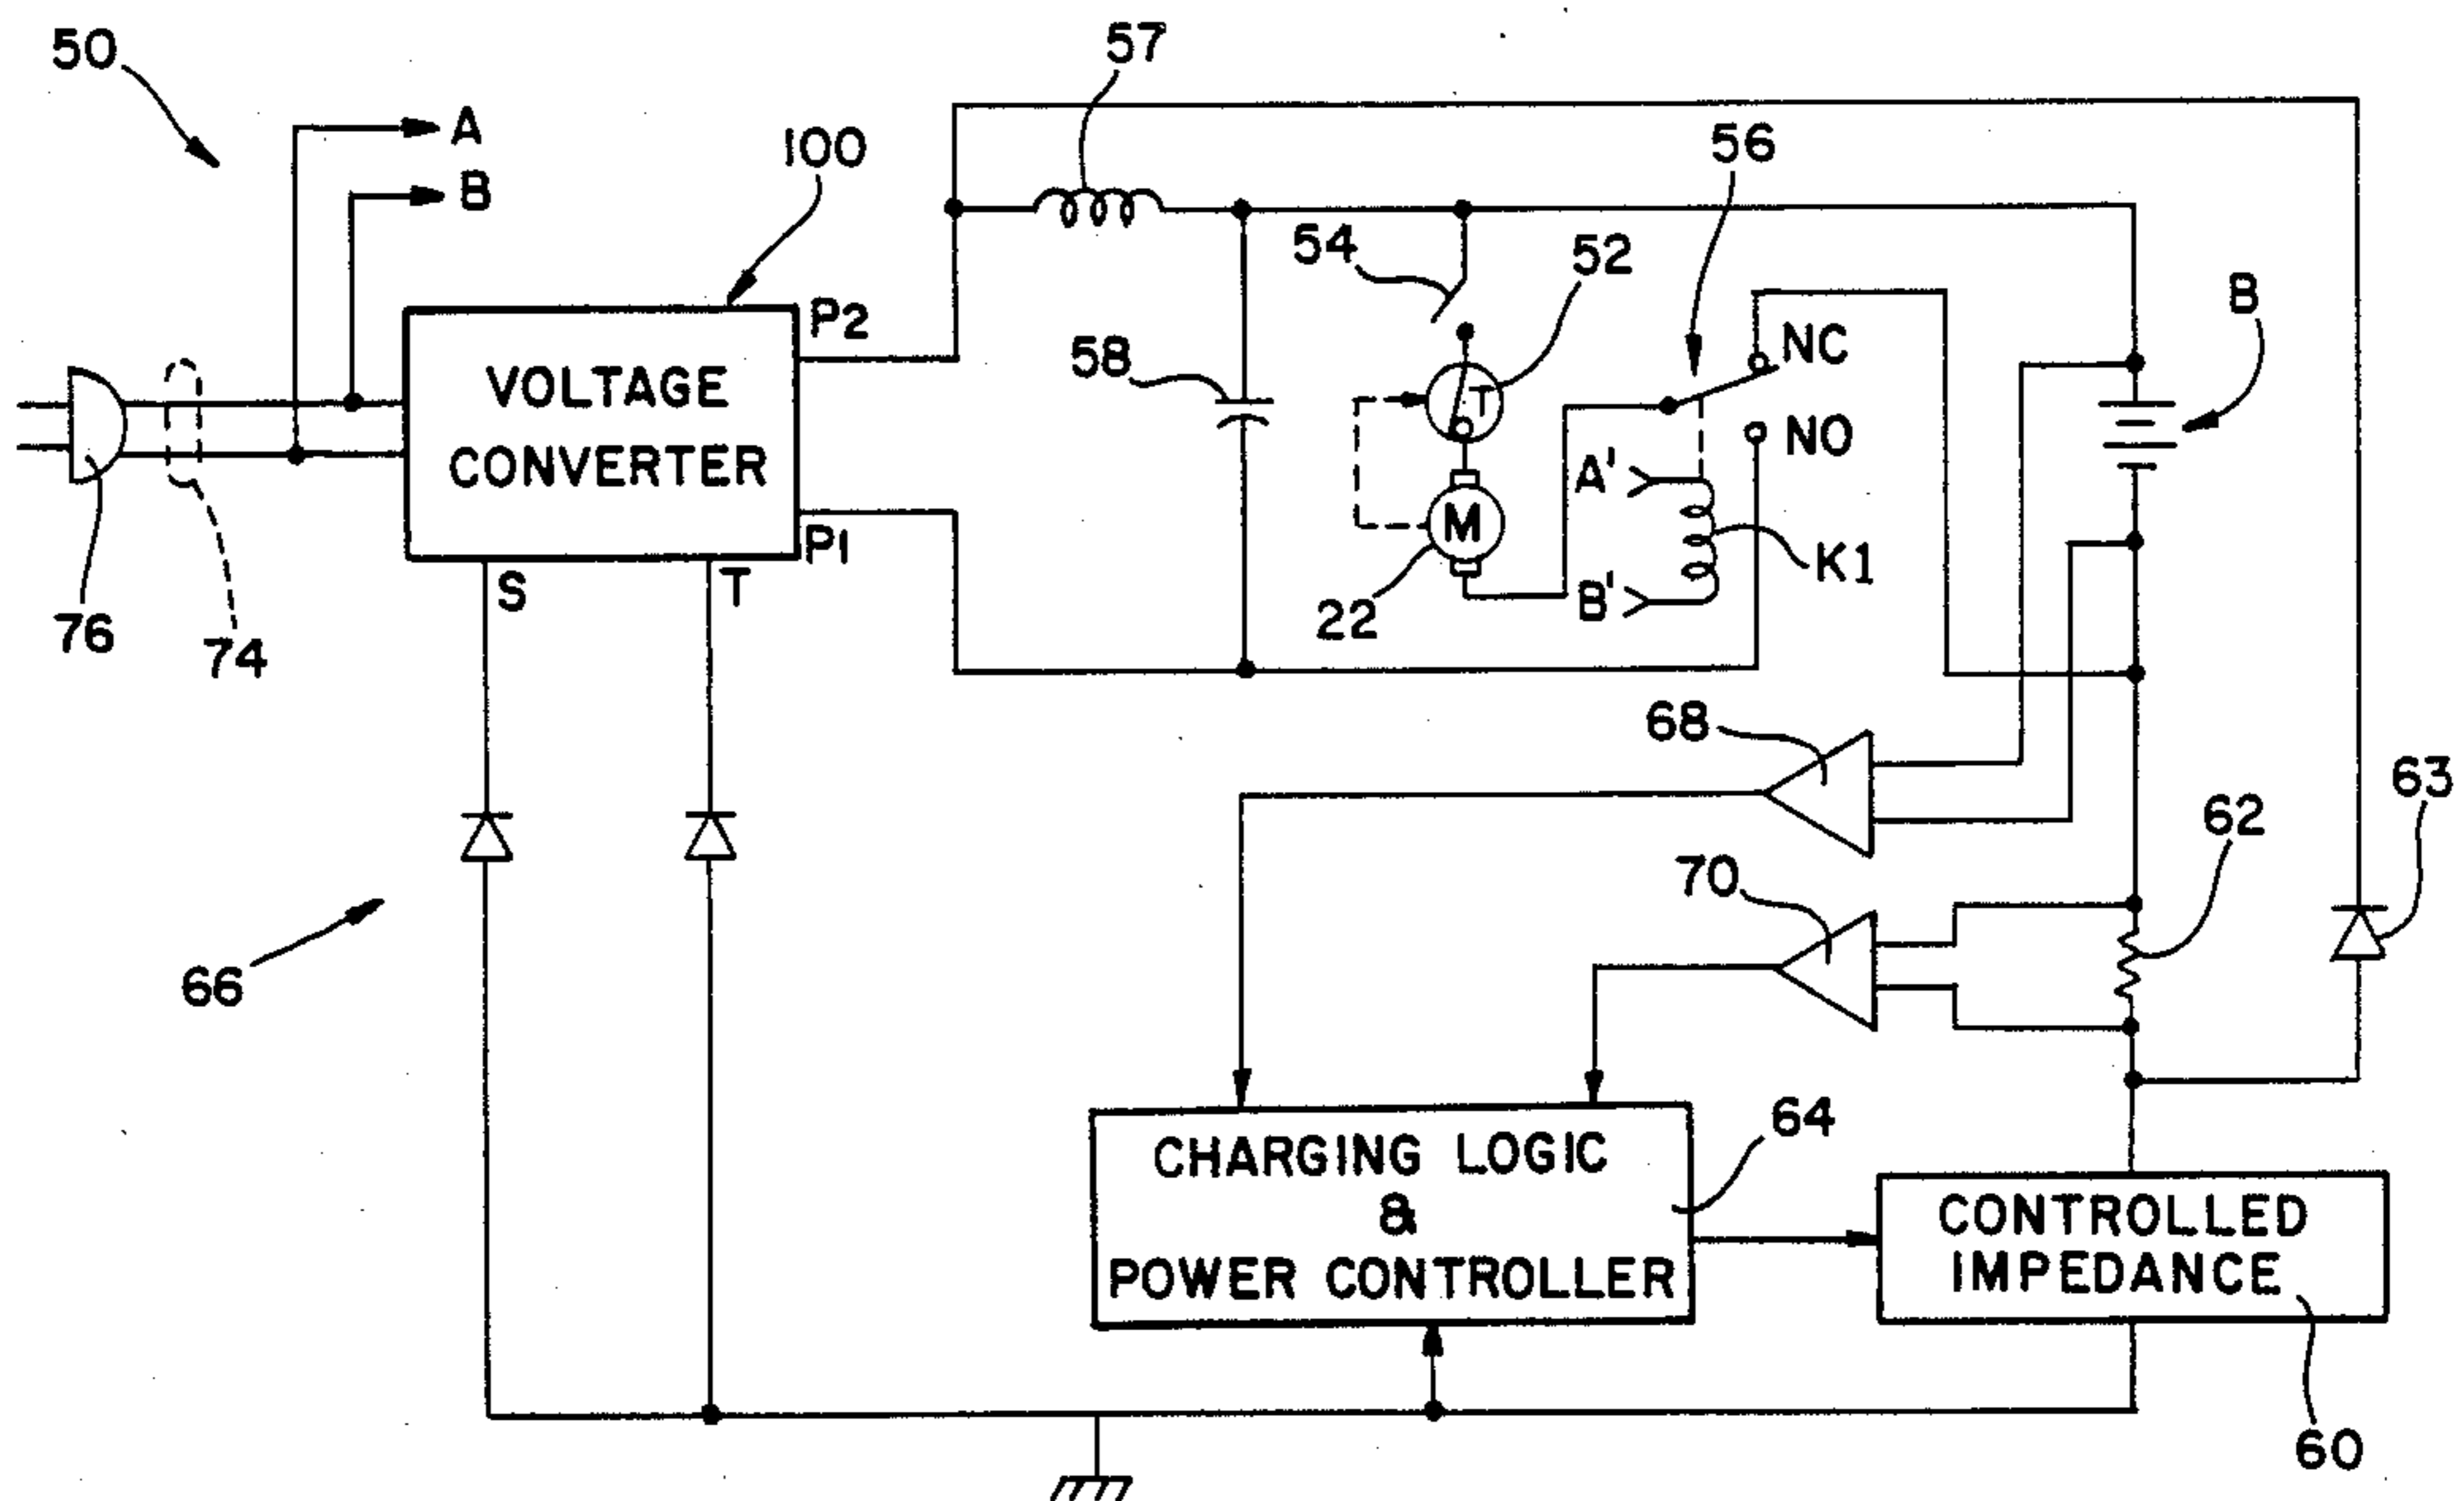 50
57
A
B
100
56
54
52
B
P2
NC
58
VOLTAGE
CONVERTER
T
NO
A'
M
P1
K1
S
T
B'
22
76
74
68
63
62
70
66
64
CHARGING LOGIC
&
POWER CONTROLLER
CONTROLLED
IMPEDANCE
60